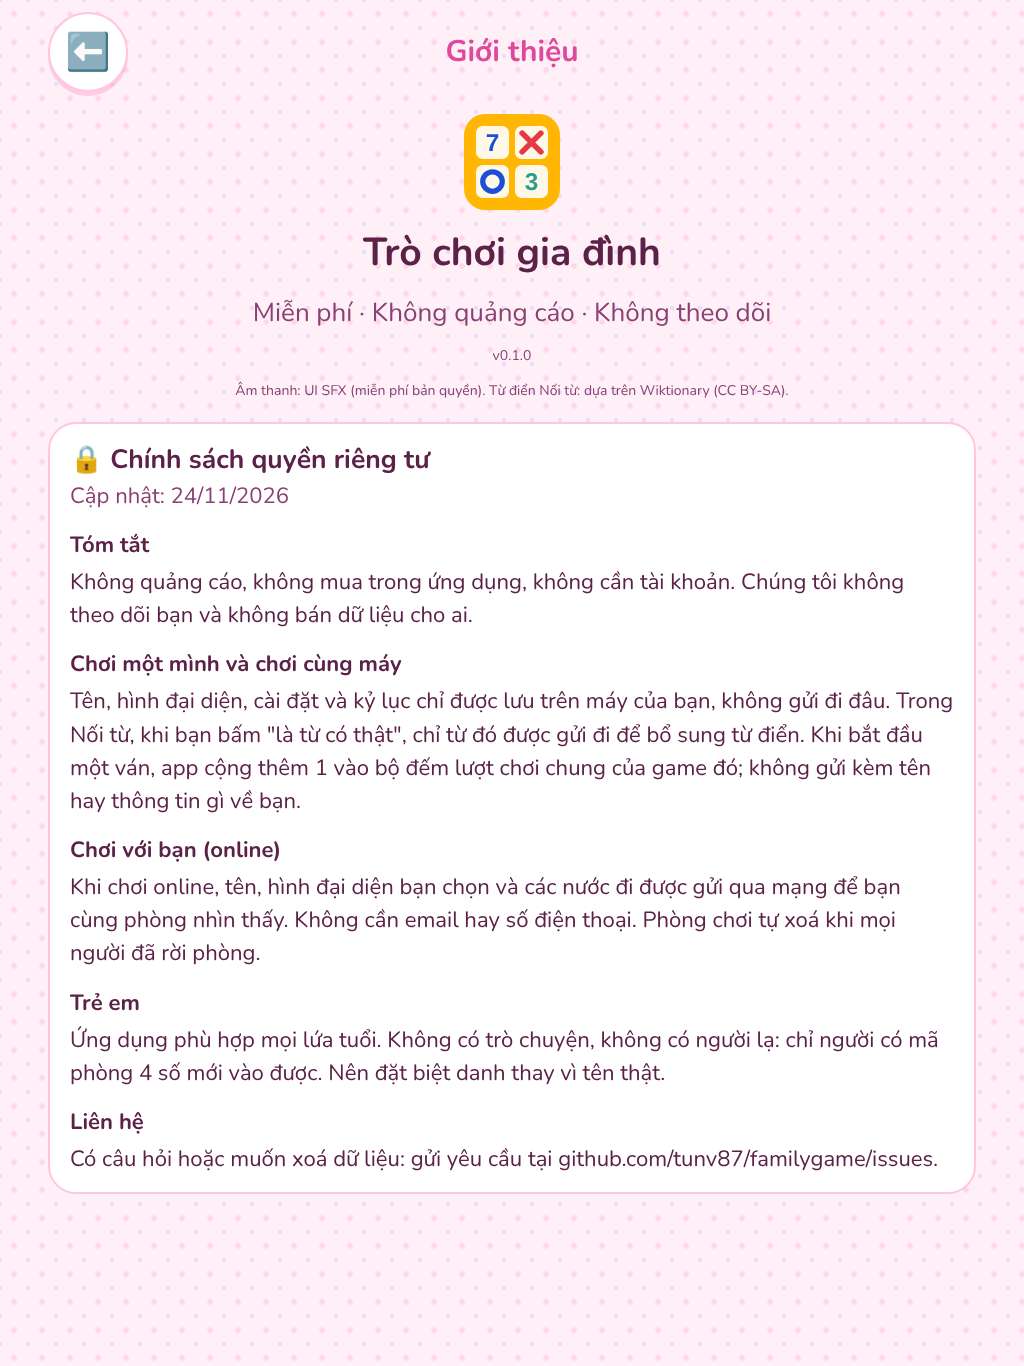 Giới thiệu
7
3
Trò chơi gia đình
Miễn phí · Không quảng cáo · Không theo dõi
v0.1.0
Âm thanh: UI SFX (miễn phí bản quyền). Từ điển Nối từ: dựa trên Wiktionary (CC BY-SA).
🔒 Chính sách quyền riêng tư
Cập nhật: 24/11/2026
Tóm tắt
Không quảng cáo, không mua trong ứng dụng, không cần tài khoản. Chúng tôi không
theo dõi bạn và không bán dữ liệu cho ai.
Chơi một mình và chơi cùng máy
Tên, hình đại diện, cài đặt và kỷ lục chỉ được lưu trên máy của bạn, không gửi đi đâu. Trong
Nối từ, khi bạn bấm "là từ có thật", chỉ từ đó được gửi đi để bổ sung từ điển. Khi bắt đầu
một ván, app cộng thêm 1 vào bộ đếm lượt chơi chung của game đó; không gửi kèm tên
hay thông tin gì về bạn.
Chơi với bạn (online)
Khi chơi online, tên, hình đại diện bạn chọn và các nước đi được gửi qua mạng để bạn
cùng phòng nhìn thấy. Không cần email hay số điện thoại. Phòng chơi tự xoá khi mọi
người đã rời phòng.
Trẻ em
Ứng dụng phù hợp mọi lứa tuổi. Không có trò chuyện, không có người lạ: chỉ người có mã
phòng 4 số mới vào được. Nên đặt biệt danh thay vì tên thật.
Liên hệ
Có câu hỏi hoặc muốn xoá dữ liệu: gửi yêu cầu tại github.com/tunv87/familygame/issues.